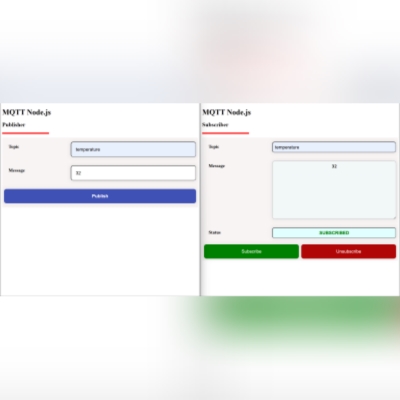 MQTT Node.js
Publisher
Topic
temperature
Message
32
Publish
MQTT Node.js
Subscriber
Topic
temperature
Message
32
Status
SUBSCRIBED
Subscribe
Unsubscribe